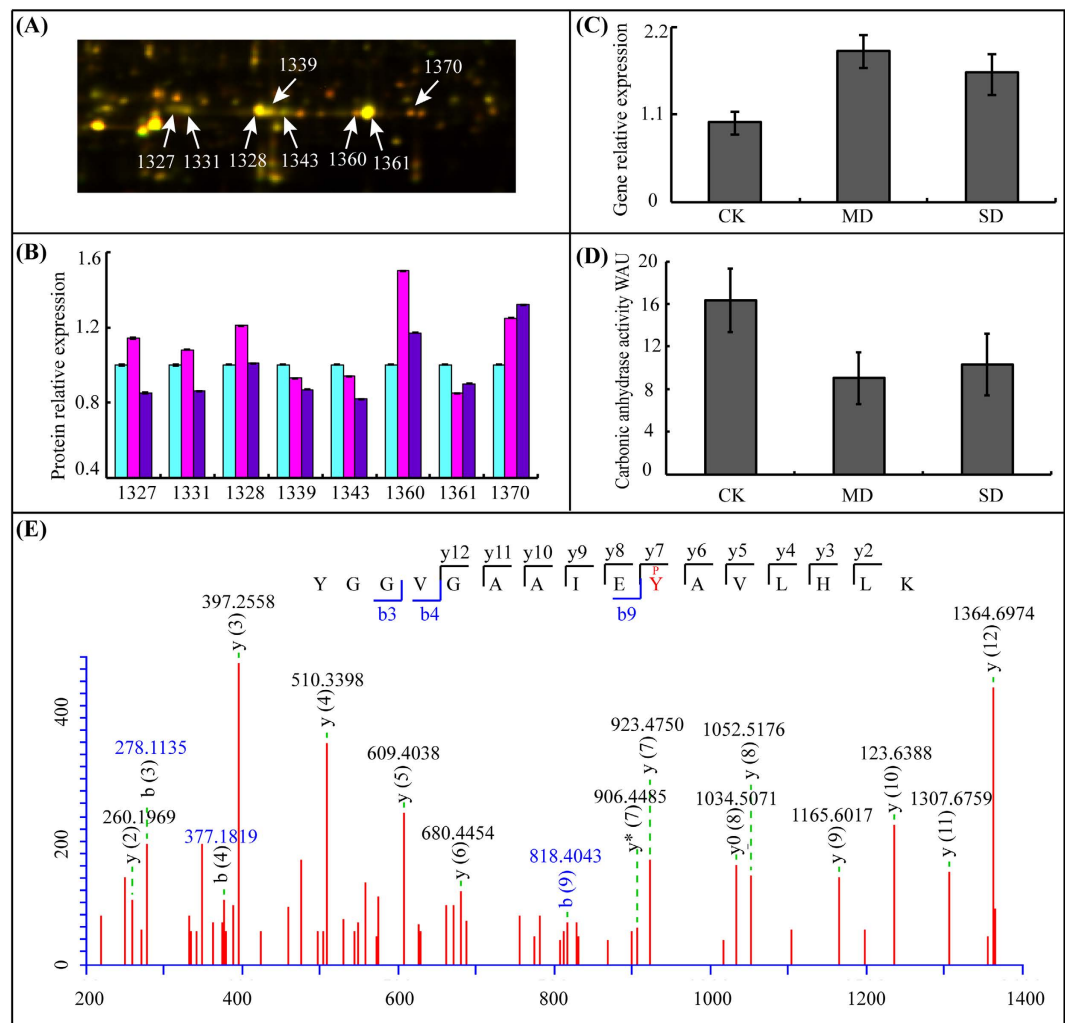 (A)
1339
1370
1327
1331
1328
1343
1360
1361
(B)
Protein relative expression
1.6
1.2
0.8
0.4
1327
1331
1328
1339
1343
1360
1361
1370
(C)
Gene relative expression
2.2
1.1
0
CK
MD
SD
(D)
Carbonic anhydrase activity WAU
20
16
12
8
4
0
CK
MD
SD
(E)
y12 y11 y10 y9 y8 y7 y6 y5 y4 y3 y2
P
Y G G V G A A I E Y A V L H L K
b3 b4 b9
400
200
0
260.1969
y (2)
278.1135
b (3)
377.1819
b (4)
397.2558
y (3)
510.3398
y (4)
609.4038
y (5)
680.4454
y (6)
818.4043
b (9)
906.4485
y* (7)
923.4750
y (7)
1034.5071
y0 (8)
1052.5176
y (8)
1165.6017
y (9)
123.6388
y (10)
1307.6759
y (11)
1364.6974
y (12)
200 400 600 800 1000 1200 1400